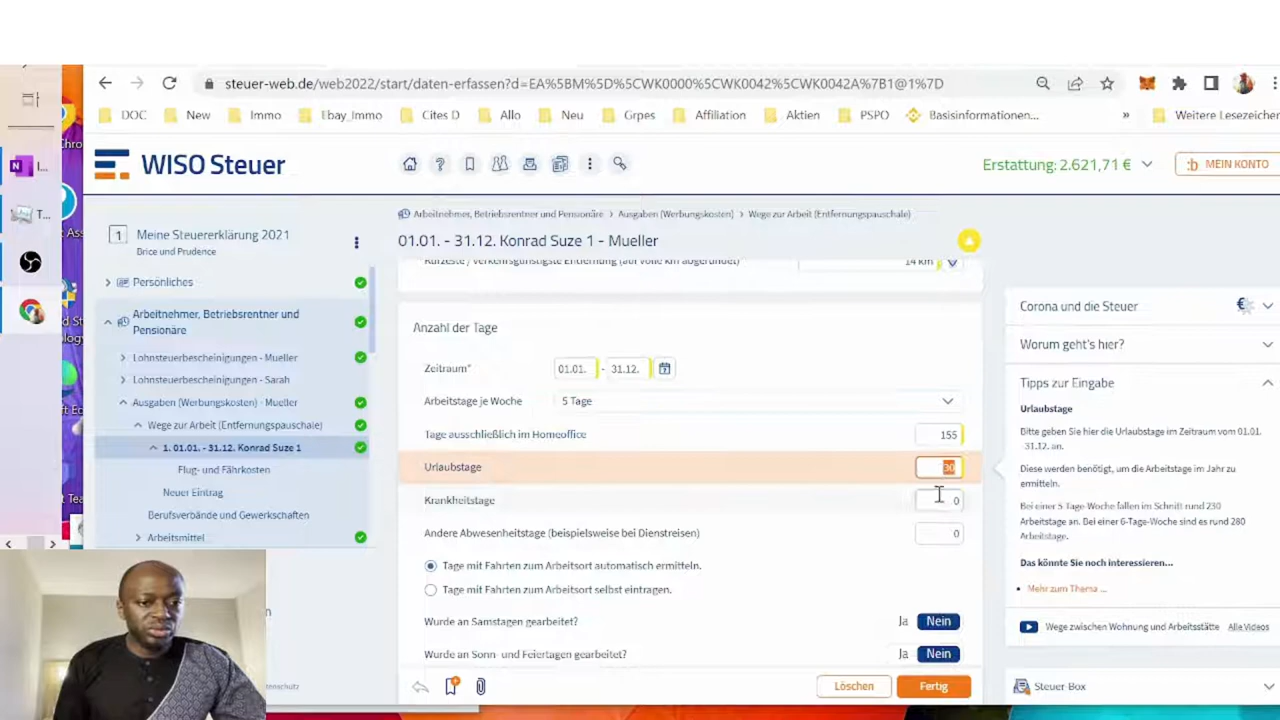 steuer-web.de/web2022/start/daten-erfassen?d=EA%5BM%5D%5CWK0000%5CWK0042%5CWK0042A%7B1@1%7D
DOC New Immo Ebay_Immo Cites D Allo Neu Grpes Affiliation Aktien PSPO Basisinformationen... » Weitere Lesezeichen
WISO Steuer
Erstattung: 2.621,71 €
MEIN KONTO
1 Meine Steuererklärung 2021
Brice und Prudence
Persönliches
Arbeitnehmer, Betriebsrentner und
Pensionäre
Lohnsteuerbescheinigungen - Mueller
Lohnsteuerbescheinigungen - Sarah
Ausgaben (Werbungskosten) - Mueller
Wege zur Arbeit (Entfernungspauschale)
1. 01.01. - 31.12. Konrad Suze 1
Flug- und Fährkosten
Neuer Eintrag
Berufsverbände und Gewerkschaften
Arbeitsmittel
Arbeitnehmer, Betriebsrentner und Pensionäre > Ausgaben (Werbungskosten) > Wege zur Arbeit (Entfernungspauschale)
01.01. - 31.12. Konrad Suze 1 - Mueller
Kürzeste / verkehrsgünstigste Entfernung (auf volle km abgerundet) 14 km
Anzahl der Tage
Zeitraum* 01.01. - 31.12.
Arbeitstage je Woche 5 Tage
Tage ausschließlich im Homeoffice 155
Urlaubstage 30
Krankheitstage 0
Andere Abwesenheitstage (beispielsweise bei Dienstreisen) 0
Tage mit Fahrten zum Arbeitsort automatisch ermitteln.
Tage mit Fahrten zum Arbeitsort selbst eintragen.
Wurde an Samstagen gearbeitet? Ja Nein
Wurde an Sonn- und Feiertagen gearbeitet? Ja Nein
Löschen Fertig
Corona und die Steuer
Worum geht's hier?
Tipps zur Eingabe
Urlaubstage
Bitte geben Sie hier die Urlaubstage im Zeitraum vom 01.01.
-31.12. an.
Diese werden benötigt, um die Arbeitstage im Jahr zu
ermitteln.
Bei einer 5 Tage Woche fallen im Schnitt rund 230
Arbeitstage an. Bei einer 6-Tage-Woche sind es rund 280
Arbeitstage.
Das könnte Sie noch interessieren...
Mehr zum Thema ...
Wege zwischen Wohnung und Arbeitsstätte Alle Videos
Steuer-Box